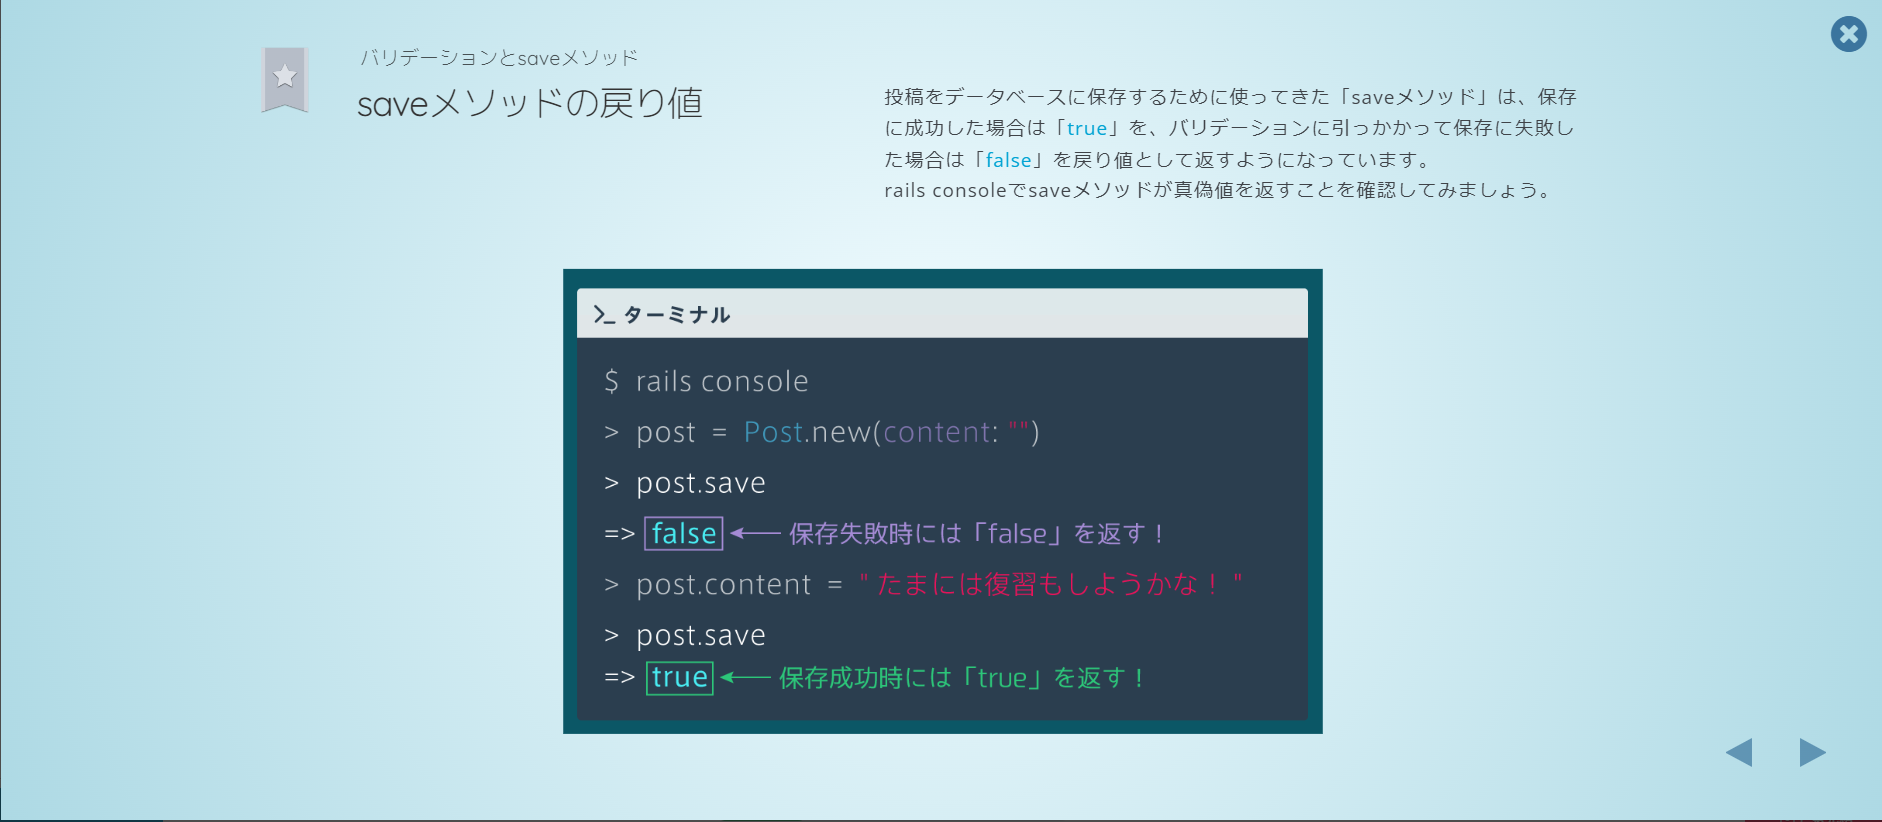 バリデーションとsaveメソッド
saveメソッドの戻り値
投稿をデータベースに保存するために使ってきた「saveメソッド」は、保存
に成功した場合は「true」を、バリデーションに引っかかって保存に失敗し
た場合は「false」を戻り値として返すようになっています。
rails consoleでsaveメソッドが真偽値を返すことを確認してみましょう。
>_ ターミナル
$ rails console
> post = Post.new(content: "")
> post.save
=> false ← 保存失敗時には「false」を返す！
> post.content = " たまには復習もしようかな！ "
> post.save
=> true ← 保存成功時には「true」を返す！